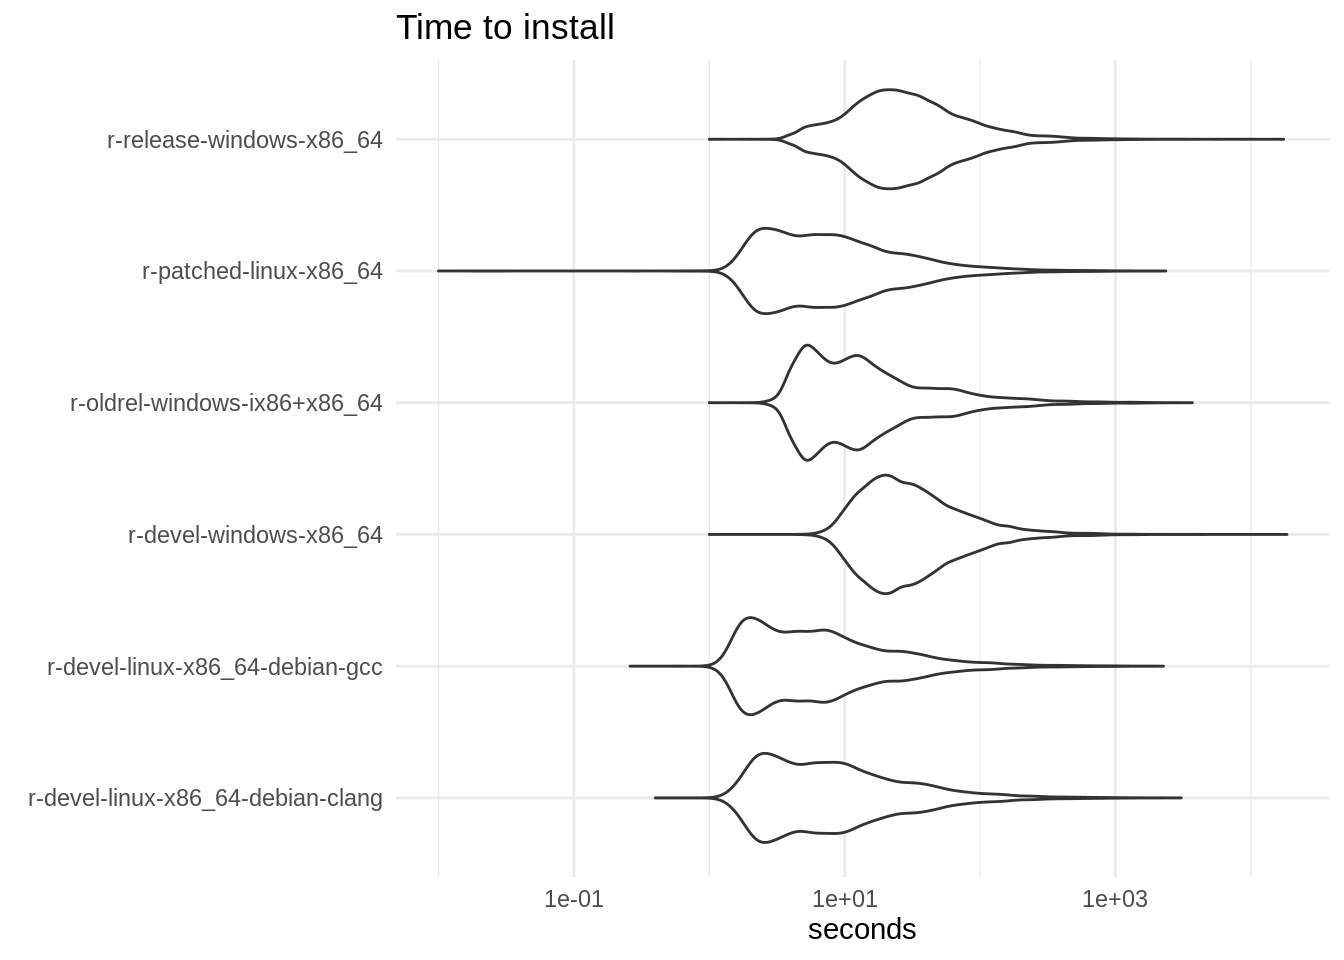 Time to install
r-release-windows-x86_64
r-patched-linux-x86_64
r-oldrel-windows-ix86+x86_64
r-devel-windows-x86_64
r-devel-linux-x86_64-debian-gcc
r-devel-linux-x86_64-debian-clang
1e-01 1e+01 1e+03
seconds